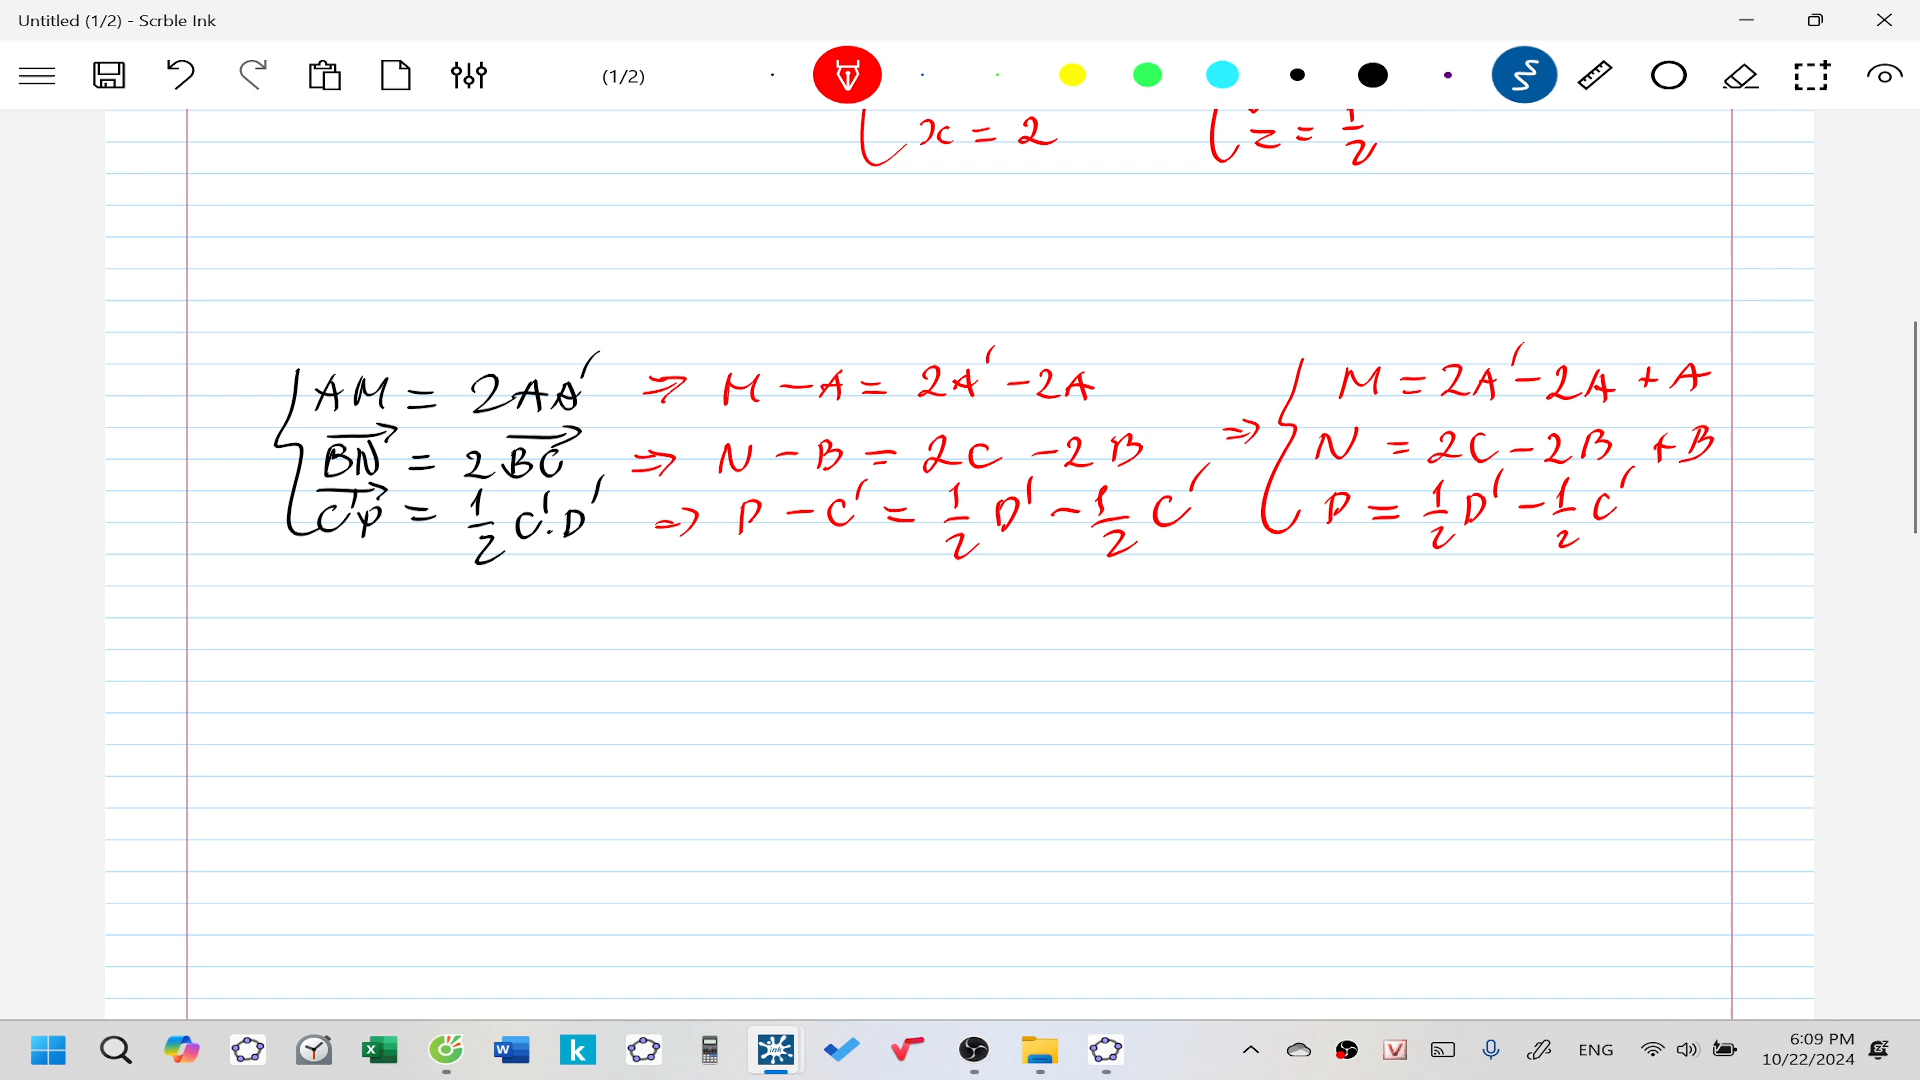 Untitled (1/2) - Scrble Ink
(1/2)
x = 2
z = 1/2
AM = 2AA' => M - A = 2A' - 2A => M = 2A' - 2A + A
BN = 2BC => N - B = 2C - 2B N = 2C - 2B + B
C'P = 1/2 C'.D' => P - C' = 1/2 D' - 1/2 C' P = 1/2 D' - 1/2 C'
ENG
6:09 PM
10/22/2024